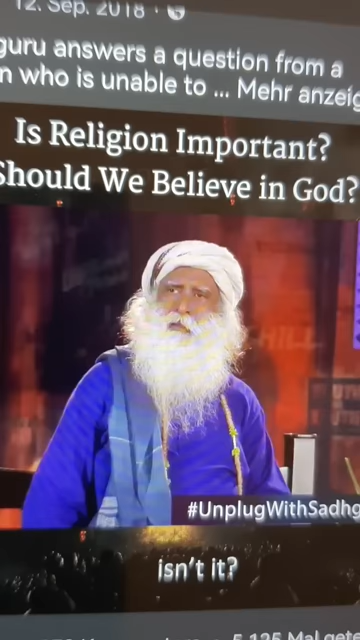 12. Sep. 2018
guru answers a question from a
n who is unable to ... Mehr anzeig
Is Religion Important?
Should We Believe in God?
CHILL
#UnplugWithSadhg
isn't it?